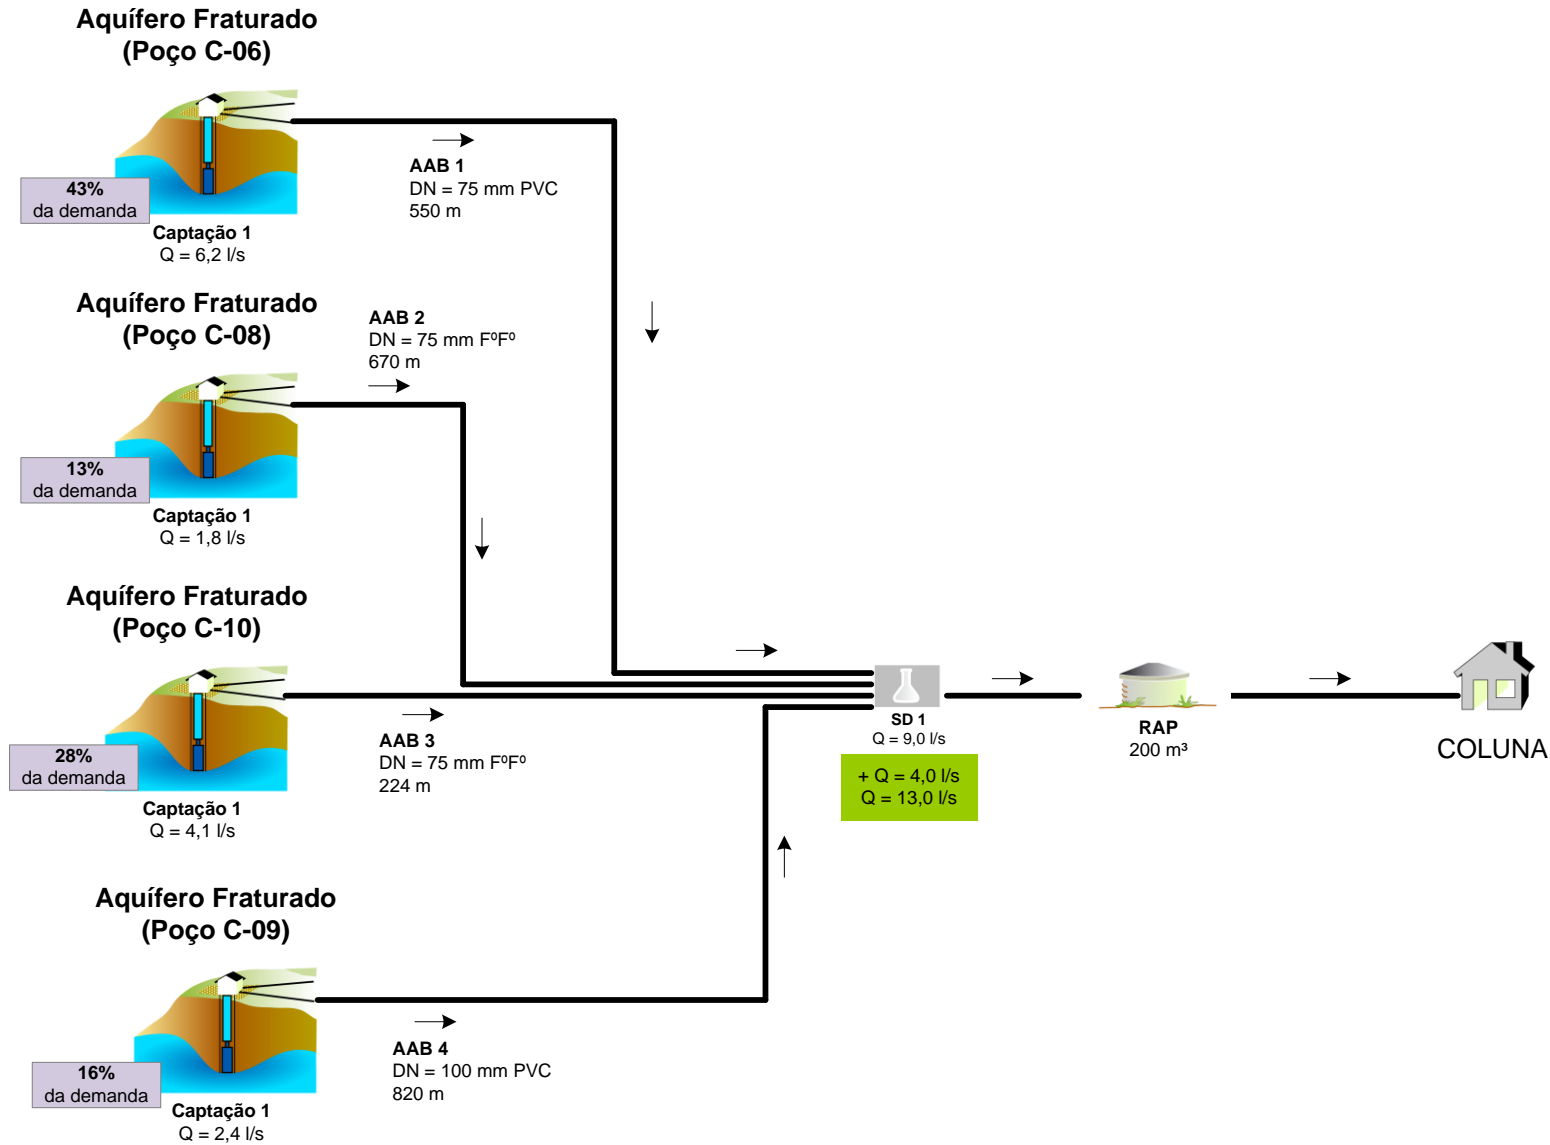 Aquífero Fraturado
(Poço C-06)
43%
da demanda
Captação 1
Q = 6,2 l/s
AAB 1
DN = 75 mm PVC
550 m
Aquífero Fraturado
(Poço C-08)
AAB 2
DN = 75 mm FºFº
670 m
13%
da demanda
Captação 1
Q = 1,8 l/s
Aquífero Fraturado
(Poço C-10)
28%
da demanda
Captação 1
Q = 4,1 l/s
AAB 3
DN = 75 mm FºFº
224 m
SD 1
Q = 9,0 l/s
+ Q = 4,0 l/s
Q = 13,0 l/s
RAP
200 m³
COLUNA
Aquífero Fraturado
(Poço C-09)
16%
da demanda
Captação 1
Q = 2,4 l/s
AAB 4
DN = 100 mm PVC
820 m